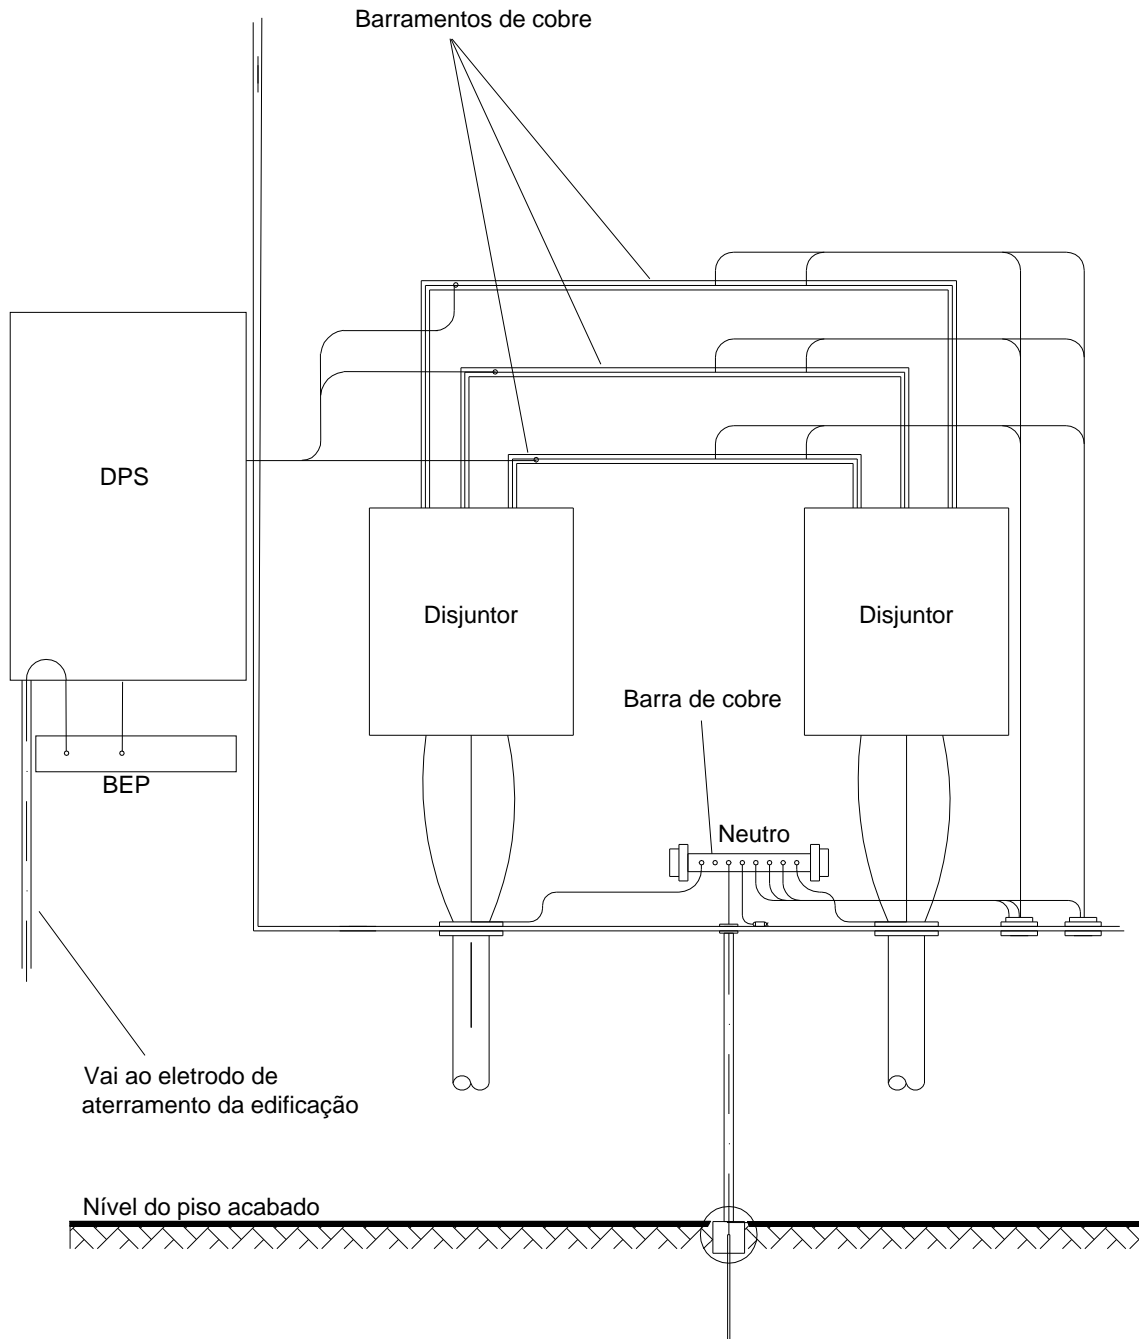 Barramentos de cobre
DPS
Disjuntor
Disjuntor
Barra de cobre
BEP
Neutro
Vai ao eletrodo de
aterramento da edificação
Nível do piso acabado